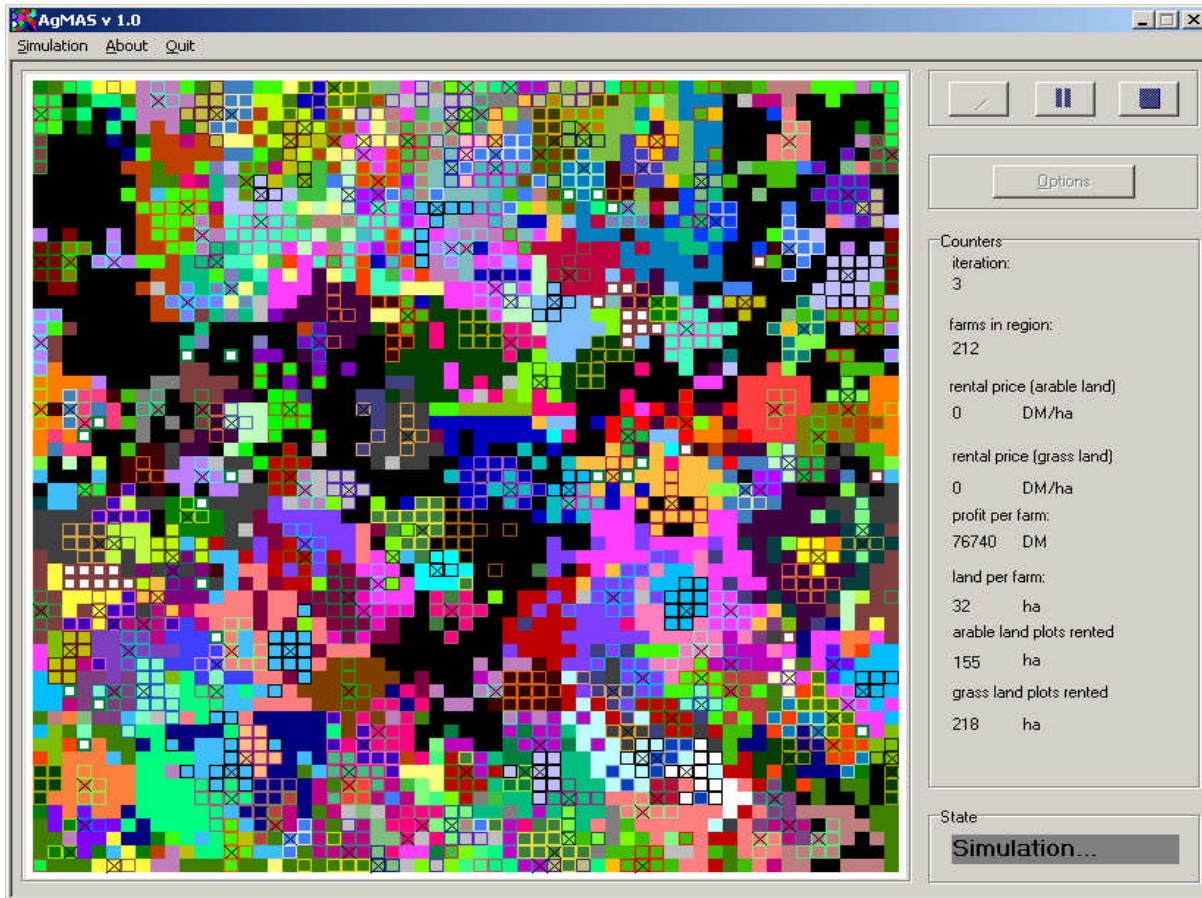 AgMAS v 1.0
Simulation About Quit
Options
Counters
iteration:
3
farms in region:
212
rental price (arable land)
0 DM/ha
rental price (grass land)
0 DM/ha
profit per farm:
76740 DM
land per farm:
32 ha
arable land plots rented
155 ha
grass land plots rented
218 ha
State
Simulation...